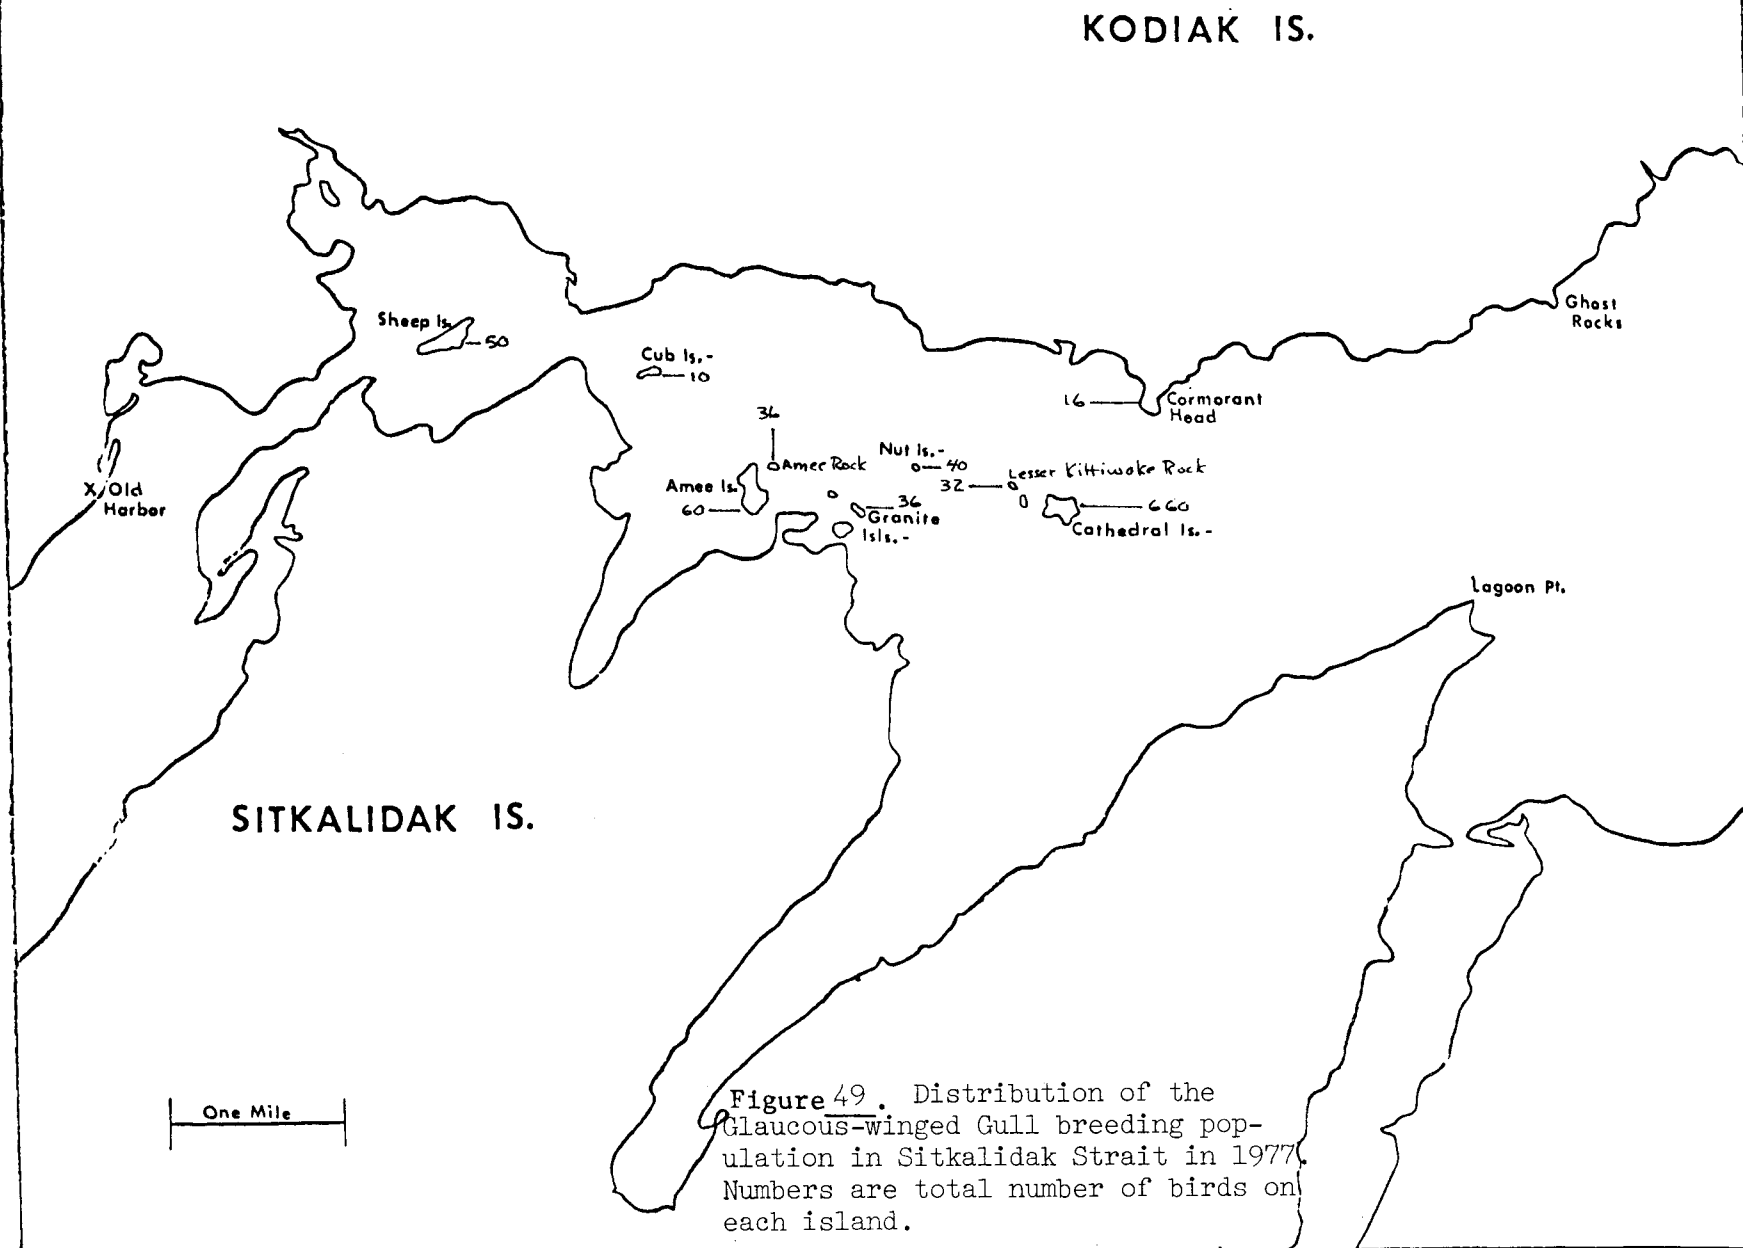 KODIAK IS.
Ghost
Rocks
Sheep Is.
50
Cub Is.-
10
16
Cormorant
Head
36
Amee Rock
Nut Is.-
40
Lesser Kittiwake Rock
32
Amee Is.
60
36
Granite
Isls.-
660
Cathedral Is.-
X Old
Harbor
Lagoon Pt.
SITKALIDAK IS.
One Mile
Figure 49. Distribution of the
Glaucous-winged Gull breeding pop-
ulation in Sitkalidak Strait in 1977.
Numbers are total number of birds on
each island.